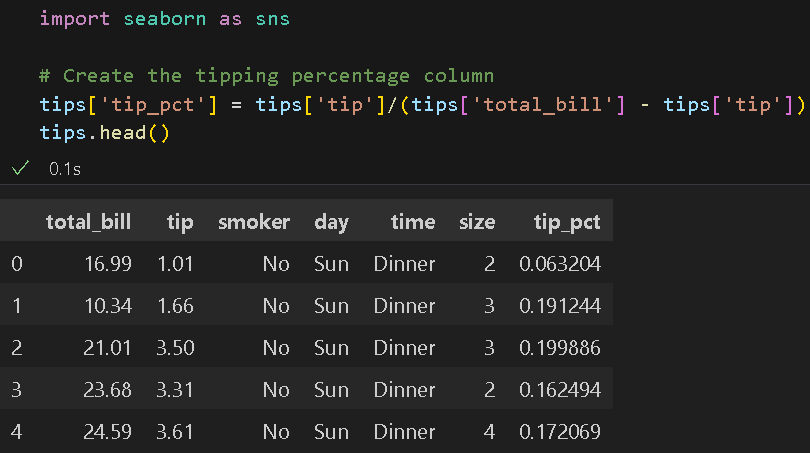 import seaborn as sns
# Create the tipping percentage column
tips['tip_pct'] = tips['tip']/(tips['total_bill'] - tips['tip'])
tips.head()
0.1s
total_bill tip smoker day time size tip_pct
0 16.99 1.01 No Sun Dinner 2 0.063204
1 10.34 1.66 No Sun Dinner 3 0.191244
2 21.01 3.50 No Sun Dinner 3 0.199886
3 23.68 3.31 No Sun Dinner 2 0.162494
4 24.59 3.61 No Sun Dinner 4 0.172069